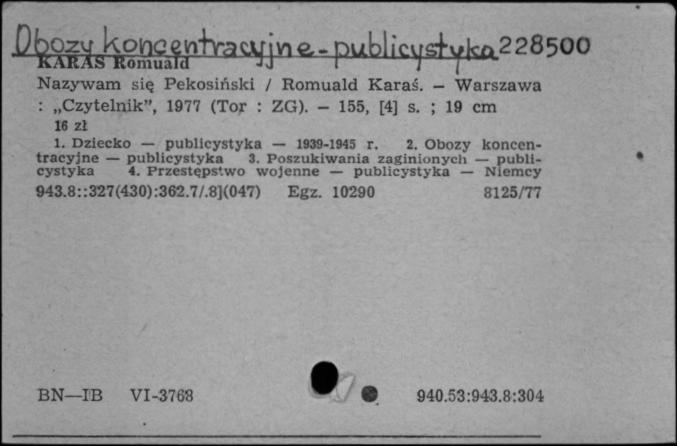 Obozy koncentracyjne - publicystyka 228500
KARAŚ Romuald
Nazywam się Pekosiński / Romuald Karaś. — Warszawa
: „Czytelnik”, 1977 (Tor : ZG). — 155, [4] s. ; 19 cm
16 zł
1. Dziecko — publicystyka — 1939-1945 r. 2. Obozy koncen-
tracyjne — publicystyka 3. Poszukiwania zaginionych — publi-
cystyka 4. Przestępstwo wojenne — publicystyka — Niemcy
943.8::327(430):362.7/.8](047) Egz. 10290 8125/77
BN—IB VI-3768 940.53:943.8:304